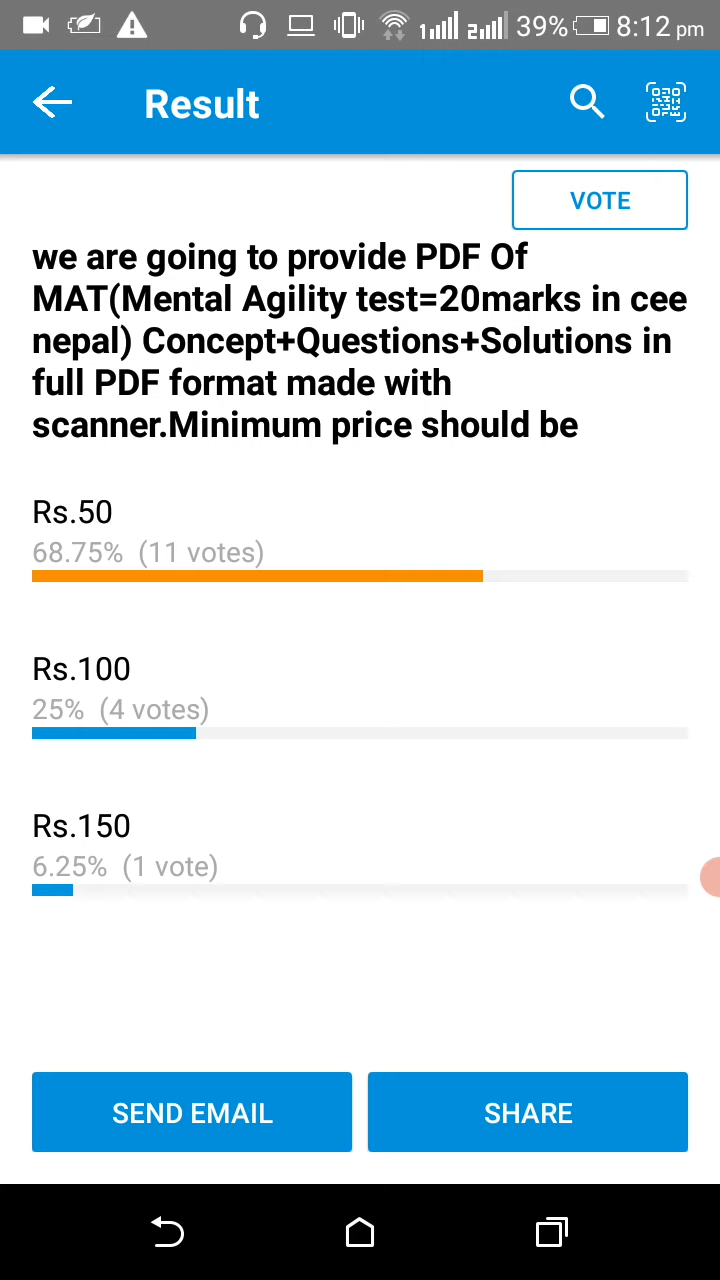 1 2 39% 8:12 pm
Result
VOTE
we are going to provide PDF Of
MAT(Mental Agility test=20marks in cee
nepal) Concept+Questions+Solutions in
full PDF format made with
scanner.Minimum price should be
Rs.50
68.75% (11 votes)
Rs.100
25% (4 votes)
Rs.150
6.25% (1 vote)
SEND EMAIL SHARE